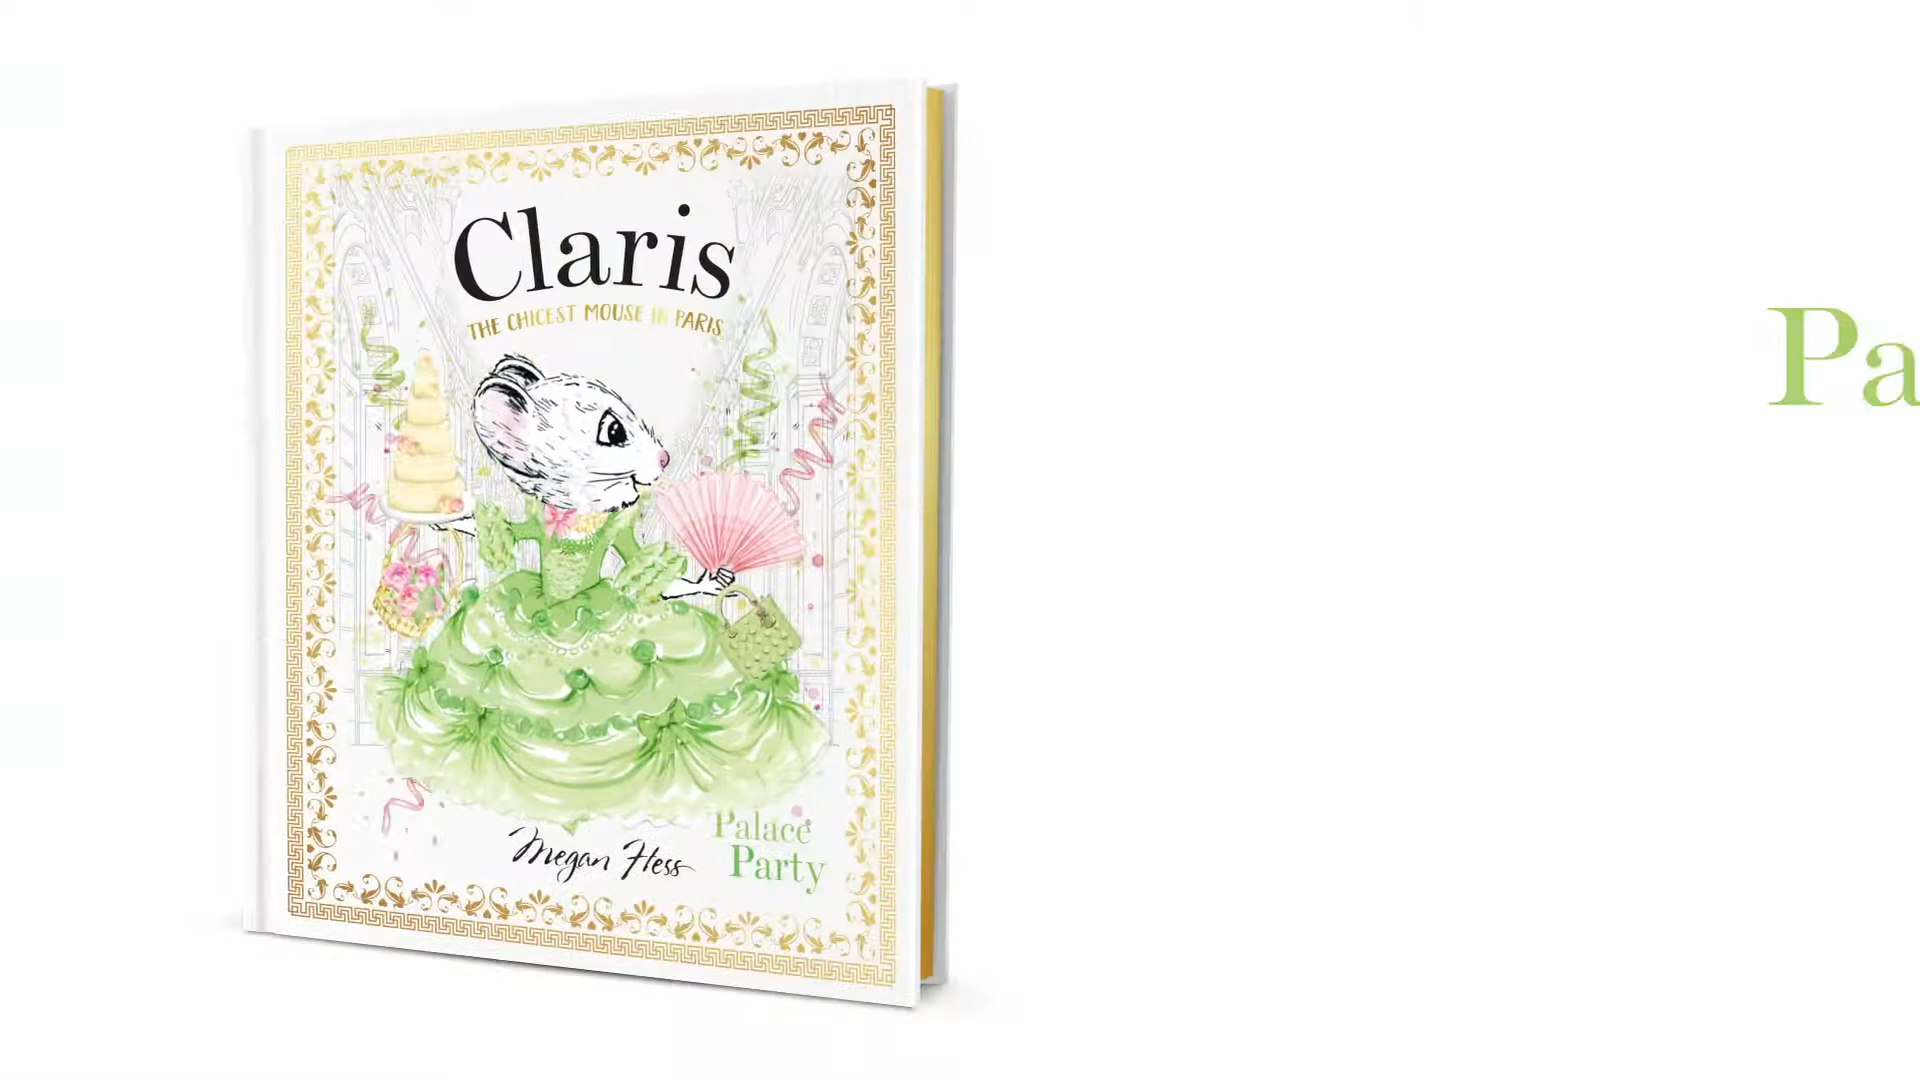 Claris
THE CHICEST MOUSE IN PARIS
Megan Hess
Palace
Party
Pa